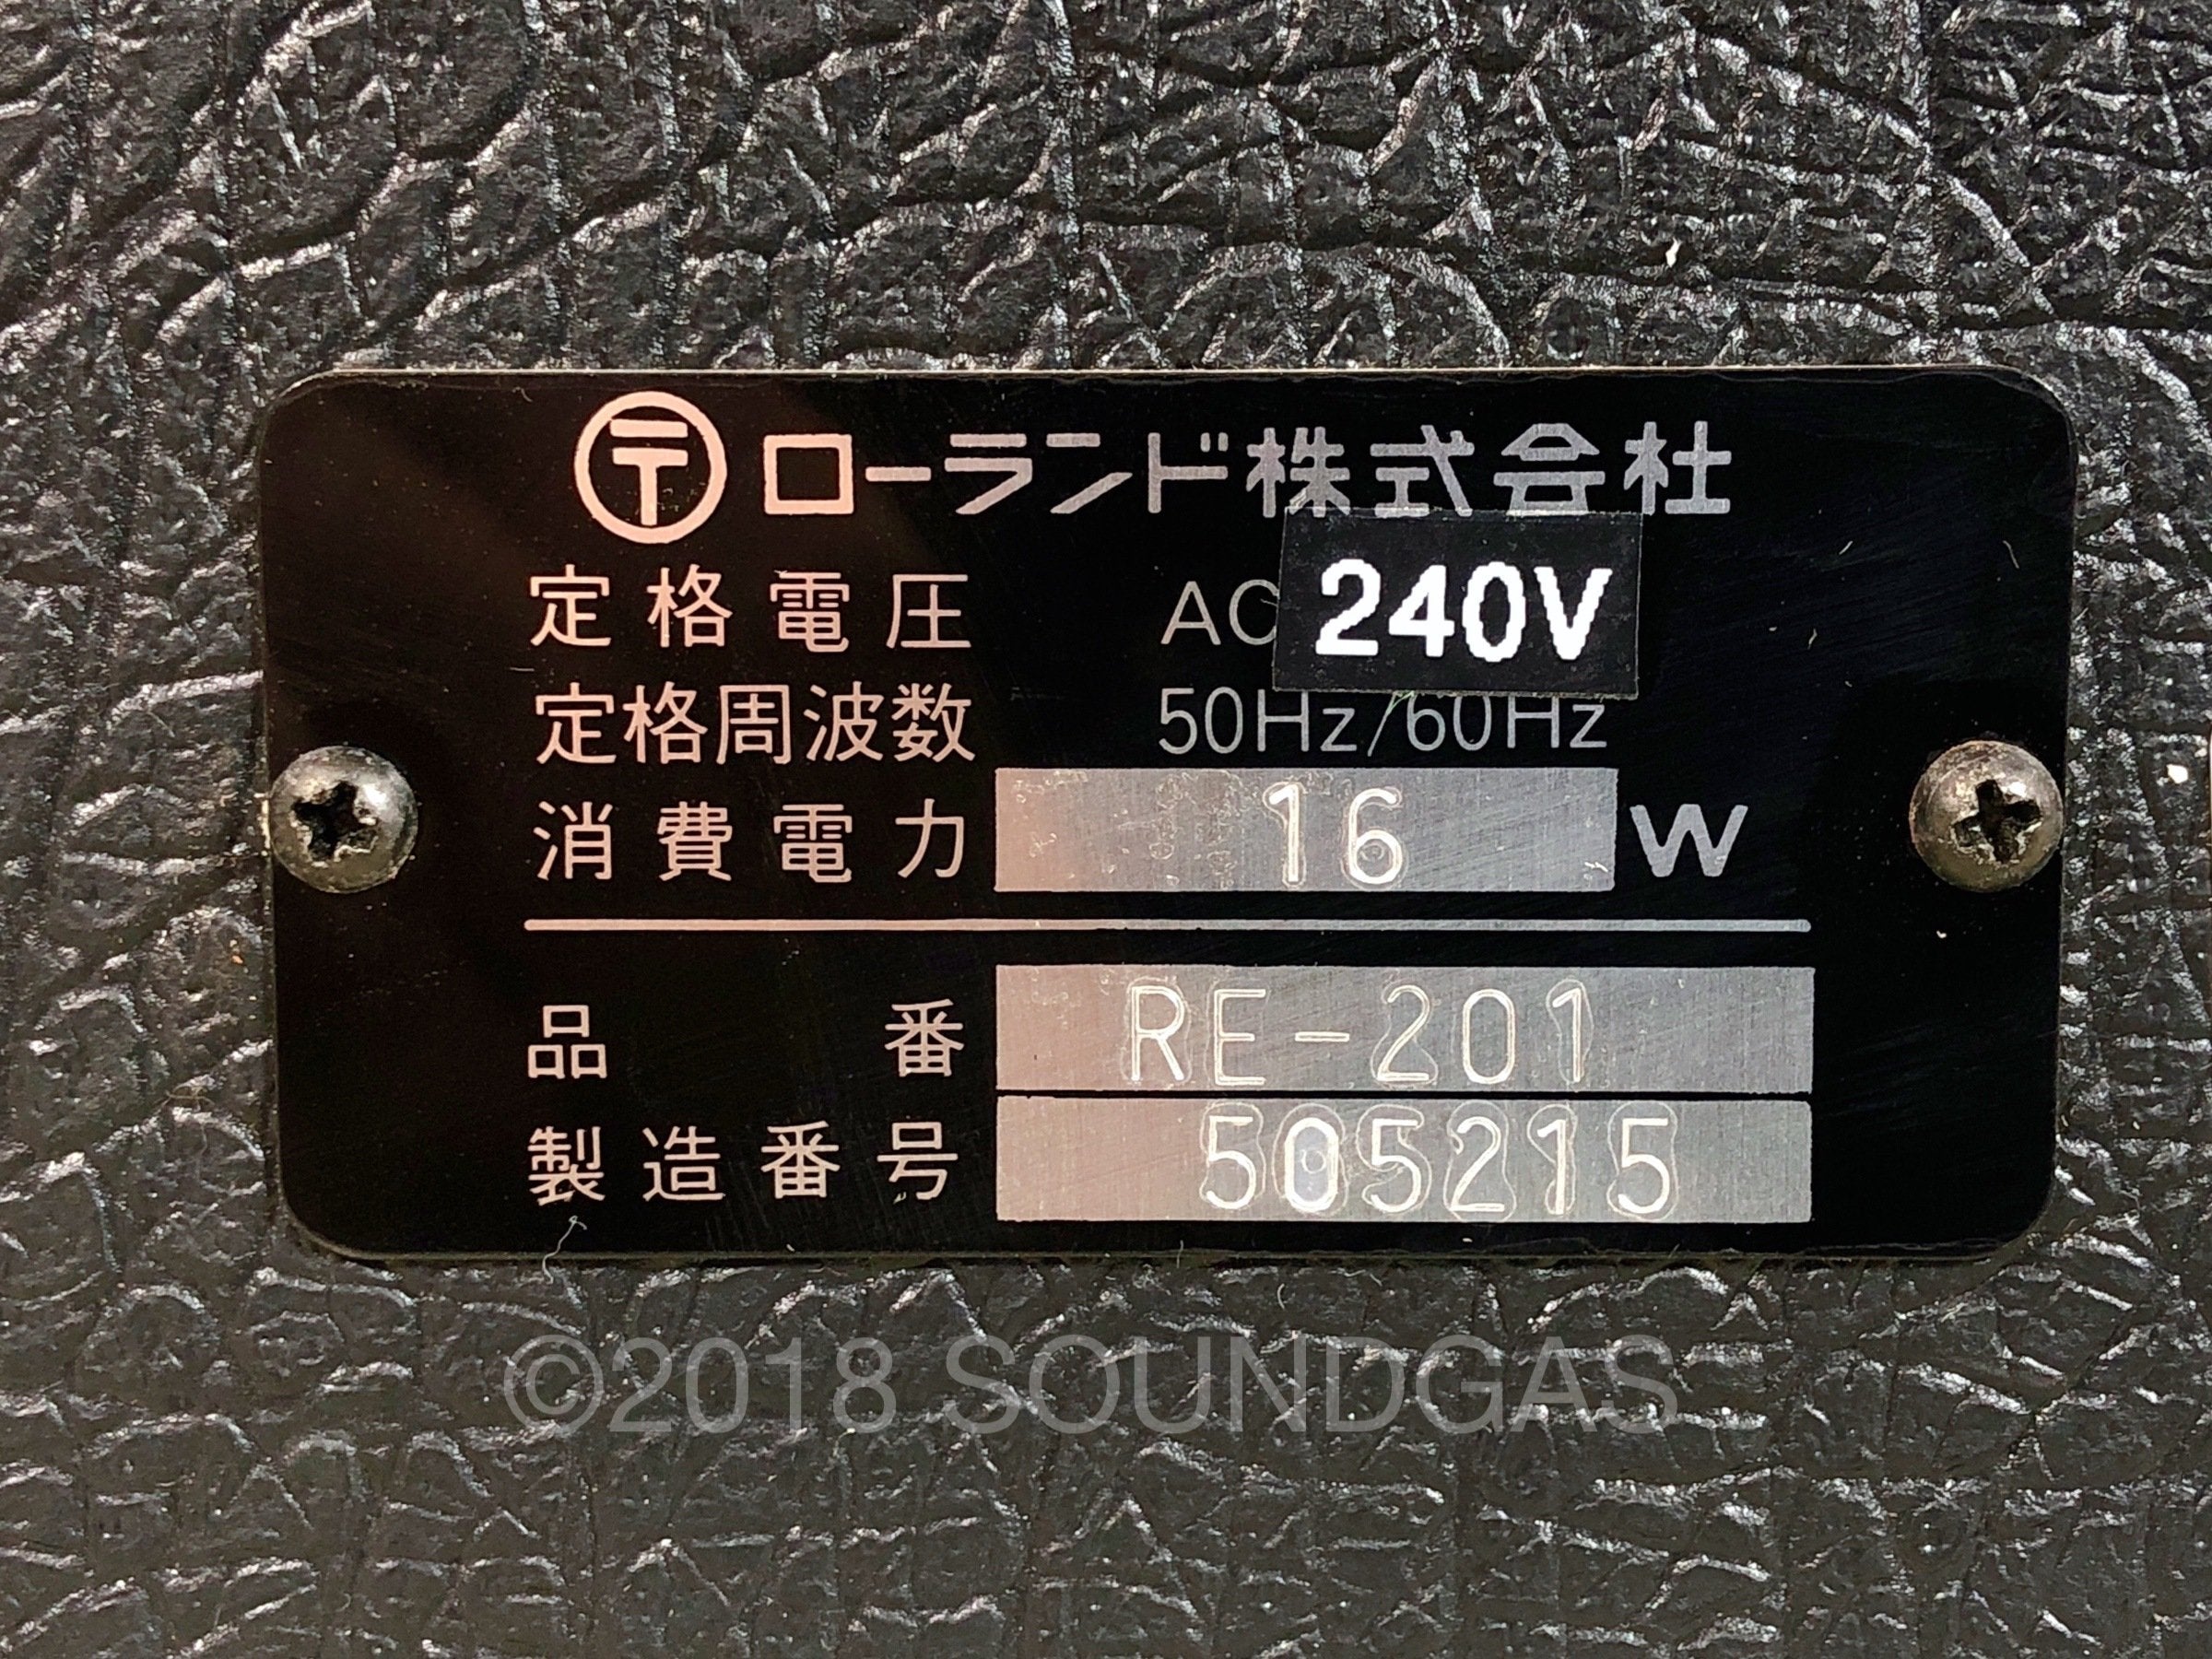 〒 ローランド株式会社
定格電圧 AC 240V
定格周波数 50Hz/60Hz
消費電力 16 W
品番 RE-201
製造番号 505215
©2018 SOUNDGAS